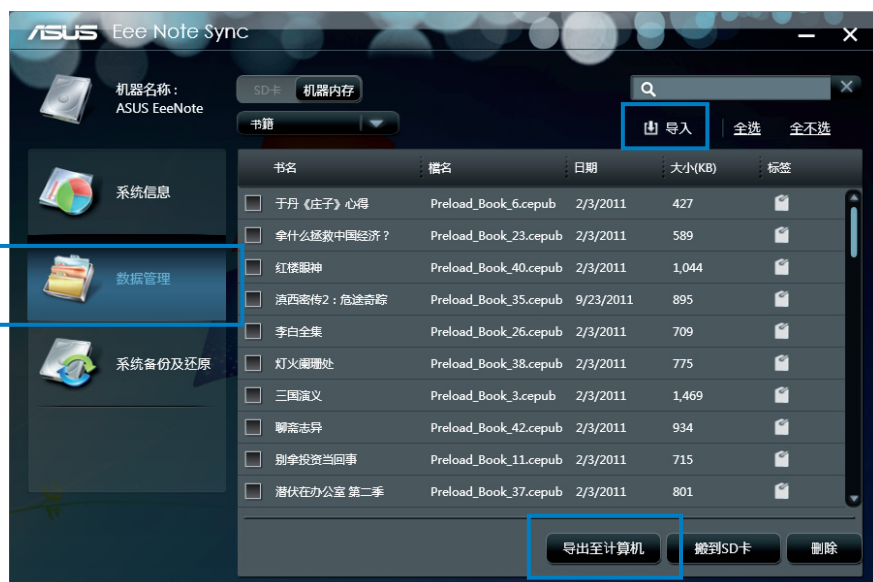 ASUS Eee Note Sync
机器名称：
ASUS EeeNote
SD卡 机器内存
书籍
导入 全选 全不选
系统信息
数据管理
系统备份及还原
书名 檔名 日期 大小(KB) 标签
于丹《庄子》心得 Preload_Book_6.cepub 2/3/2011 427
拿什么拯救中国经济？ Preload_Book_23.cepub 2/3/2011 589
红楼眼神 Preload_Book_40.cepub 2/3/2011 1,044
滇西密传2：危途奇踪 Preload_Book_35.cepub 9/23/2011 895
李白全集 Preload_Book_26.cepub 2/3/2011 709
灯火阑珊处 Preload_Book_38.cepub 2/3/2011 775
三国演义 Preload_Book_3.cepub 2/3/2011 1,469
聊斋志异 Preload_Book_42.cepub 2/3/2011 934
别拿投资当回事 Preload_Book_11.cepub 2/3/2011 715
潜伏在办公室 第二季 Preload_Book_37.cepub 2/3/2011 801
导出至计算机 搬到SD卡 删除